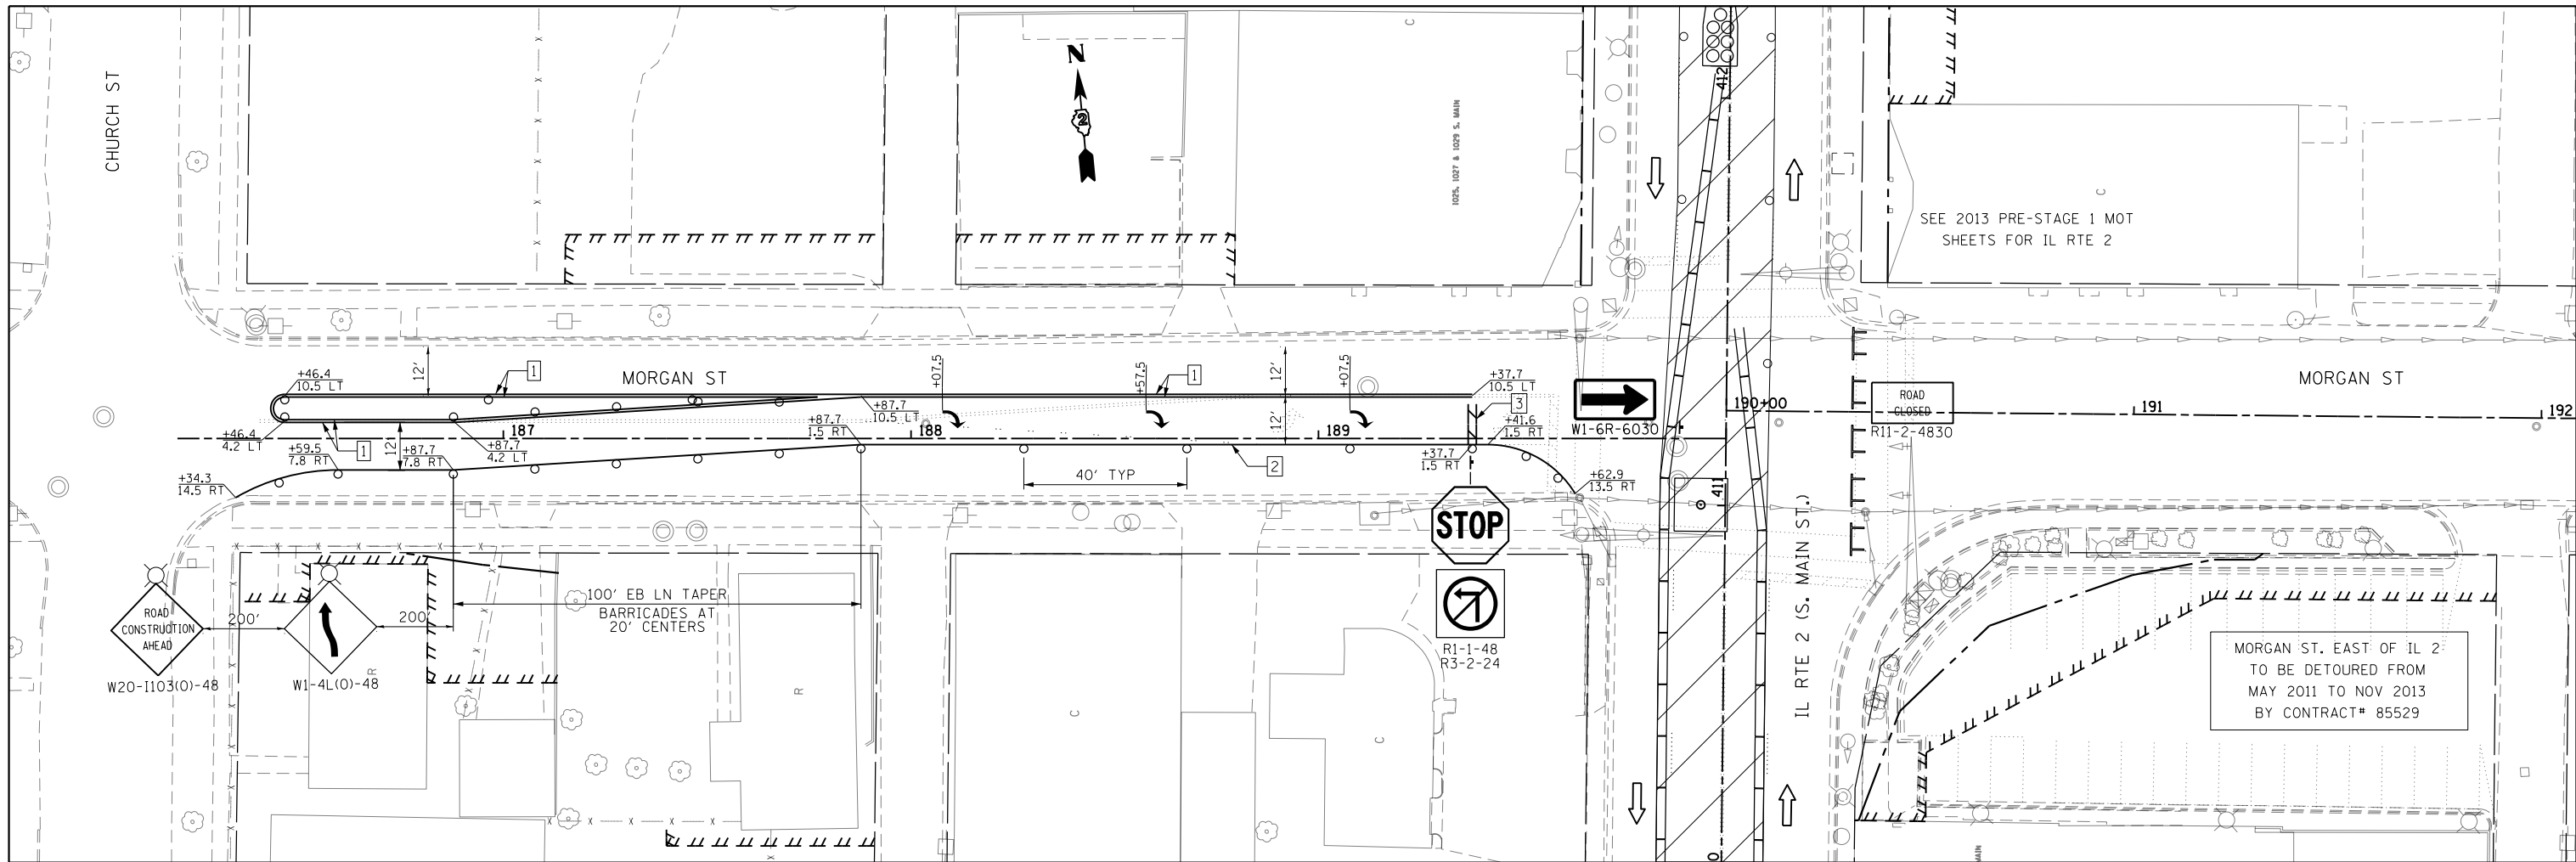 CHURCH ST
N
2
C
1025, 1027 & 1029 S. MAIN
412
SEE 2013 PRE-STAGE 1 MOT
SHEETS FOR IL RTE 2
C
MORGAN ST
MORGAN ST
+46.4
10.5 LT
1
12'
+07.5
+57.5
1
12'
+07.5
+37.7
10.5 LT
3
W1-6R-6030
190+00
ROAD
CLOSED
R11-2-4830
191
192
+46.4
4.2 LT
1
12'
+59.5
7.8 RT
+87.7
7.8 RT
+87.7
4.2 LT
187
+87.7
1.5 RT
+87.7
10.5 LT
188
189
12'
+41.6
1.5 RT
+37.7
1.5 RT
2
40' TYP
+34.3
14.5 RT
+62.9
13.5 RT
411
IL RTE 2 (S. MAIN ST.)
STOP
R1-1-48
R3-2-24
ROAD
CONSTRUCTION
AHEAD
W20-I103(O)-48
200'
W1-4L(O)-48
200'
R
100' EB LN TAPER
BARRICADES AT
20' CENTERS
R
C
C
MORGAN ST. EAST OF IL 2
TO BE DETOURED FROM
MAY 2011 TO NOV 2013
BY CONTRACT# 85529
0
MAIN